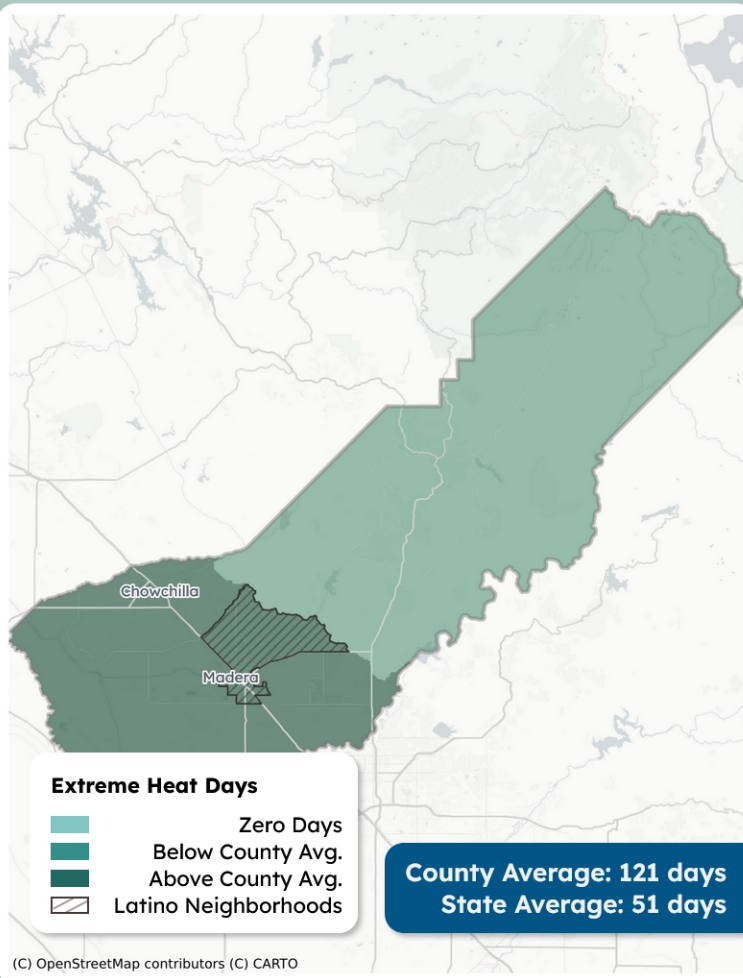 Chowchilla
Madera
Extreme Heat Days
Zero Days
Below County Avg.
Above County Avg.
Latino Neighborhoods
County Average: 121 days
State Average: 51 days
(C) OpenStreetMap contributors (C) CARTO